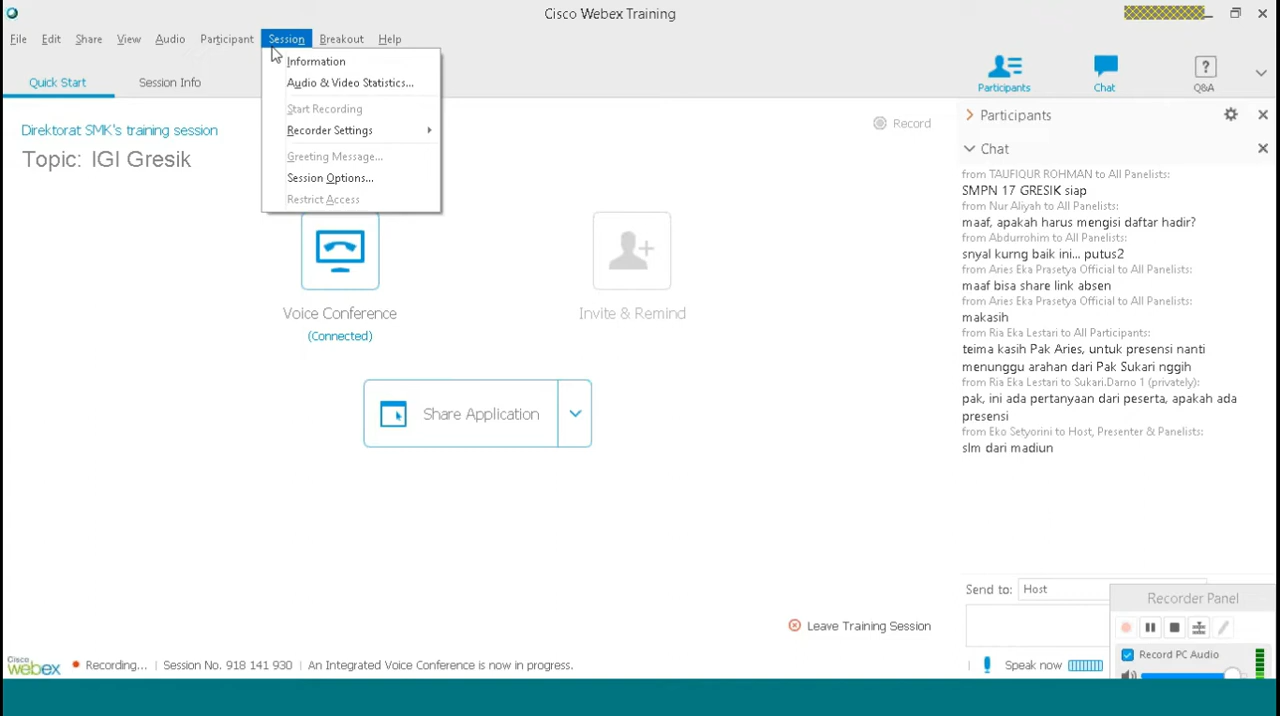 Cisco Webex Training
File Edit Share View Audio Participant Session Breakout Help
Information
Audio & Video Statistics...
Start Recording
Recorder Settings
Greeting Message...
Session Options...
Restrict Access
Quick Start Session Info
Participants Chat Q&A
Direktorat SMK's training session
Topic: IGI Gresik
Record
Voice Conference
(Connected)
Invite & Remind
Share Application
Leave Training Session
Participants
Chat
from TAUFIQUR ROHMAN to All Panelists:
SMPN 17 GRESIK siap
from Nur Aliyah to All Panelists:
maaf, apakah harus mengisi daftar hadir?
from Abdurrohim to All Panelists:
snyal kurng baik ini... putus2
from Aries Eka Prasetya Official to All Panelists:
maaf bisa share link absen
from Aries Eka Prasetya Official to All Panelists:
makasih
from Ria Eka Lestari to All Participants:
teima kasih Pak Aries, untuk presensi nanti
menunggu arahan dari Pak Sukari nggih
from Ria Eka Lestari to Sukari.Darno 1 (privately):
pak, ini ada pertanyaan dari peserta, apakah ada
presensi
from Eko Setyorini to Host, Presenter & Panelists:
slm dari madiun
Send to: Host
Recorder Panel
Record PC Audio
Speak now
Cisco
webex
Recording... Session No. 918 141 930 An Integrated Voice Conference is now in progress.